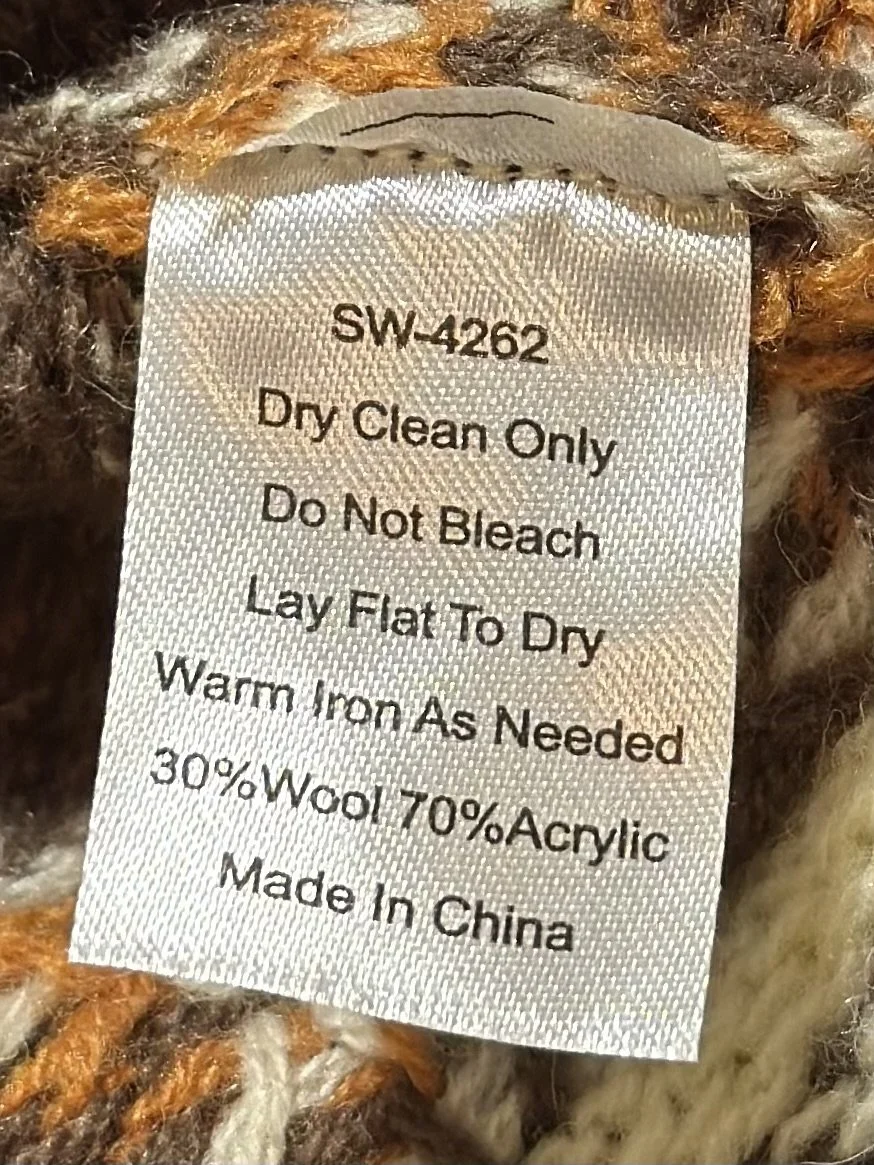 SW-4262
Dry Clean Only
Do Not Bleach
Lay Flat To Dry
Warm Iron As Needed
30%Wool 70%Acrylic
Made In China